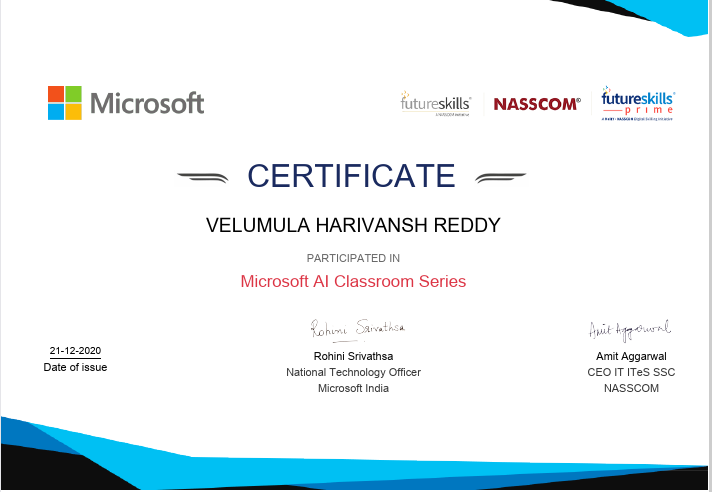 Microsoft
futureskills
A NASSCOM Initiative
NASSCOM®
futureskills
prime
A MeitY - NASSCOM Digital Skilling Initiative
CERTIFICATE
VELUMULA HARIVANSH REDDY
PARTICIPATED IN
Microsoft AI Classroom Series
Rohini Srivathsa
Amit Aggarwal
21-12-2020
Date of issue
Rohini Srivathsa
National Technology Officer
Microsoft India
Amit Aggarwal
CEO IT ITeS SSC
NASSCOM